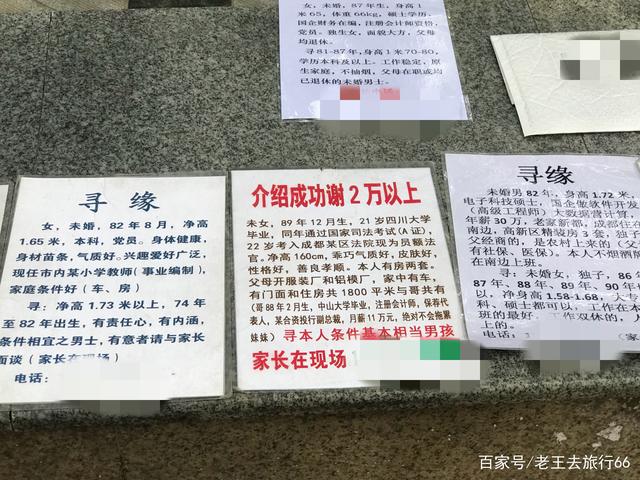 女，未婚，87年生，身高1
米65，体重66kg，硕士学历、
国企财务在编，注册会计师资格，
党员。独生女，面貌大方，父母
均退休。
寻81-87年，身高1米70-80，
学历本科及以上。工作稳定，原
生家庭，不抽烟，父母在职或均
已退休的未婚男士。
寻 缘
女，未婚，82年8月，净高
1.65米，本科，党员。身体健康，
身材苗条，气质好。兴趣爱好广泛，
现任市内某小学教师（事业编制），
家庭条件好（车、房）
寻：净高1.73米以上，74年
至82年出生，有责任心，有内涵，
条件相宜之男士，有意者请与家长
面谈（家长在现场）
电话：
介绍成功谢2万以上
未女，89年12月生，21岁四川大学
毕业，同年通过国家司法考试（A证），
22岁考入成都某区法院现为员额法
官。净高160cm，乖巧气质好，皮肤好，
性格好，善良孝顺。本人有房两套。
父母开服装厂和铝模厂，家中有车，
有门面和住房共1800平米与哥共有
（哥88年2月生，中山大学毕业，注册会计师，保荐代
表人，某合资投行副总裁，月薪11万元，绝对不会拖累
妹妹）寻本人条件基本相当男孩
家长在现场
寻缘
未婚男82年，身高1.72米，
电子科技硕士，国企做软件开发
（高级工程师）大数据营计算，
年薪30万，老家新都，成都住在
南边，高新区精装房3套。独子，
父经商的，是农村上来的（父
有社保、医保）。本人不烟酒麻
在南边上班。
寻：未婚女，独子，86
87年、88年、89年、90年、
年的，净高1.58-1.68，大
科、硕士都可以，工作在本
班的最好。工作双休的，人
上的。
电话：
百家号/老王去旅行66